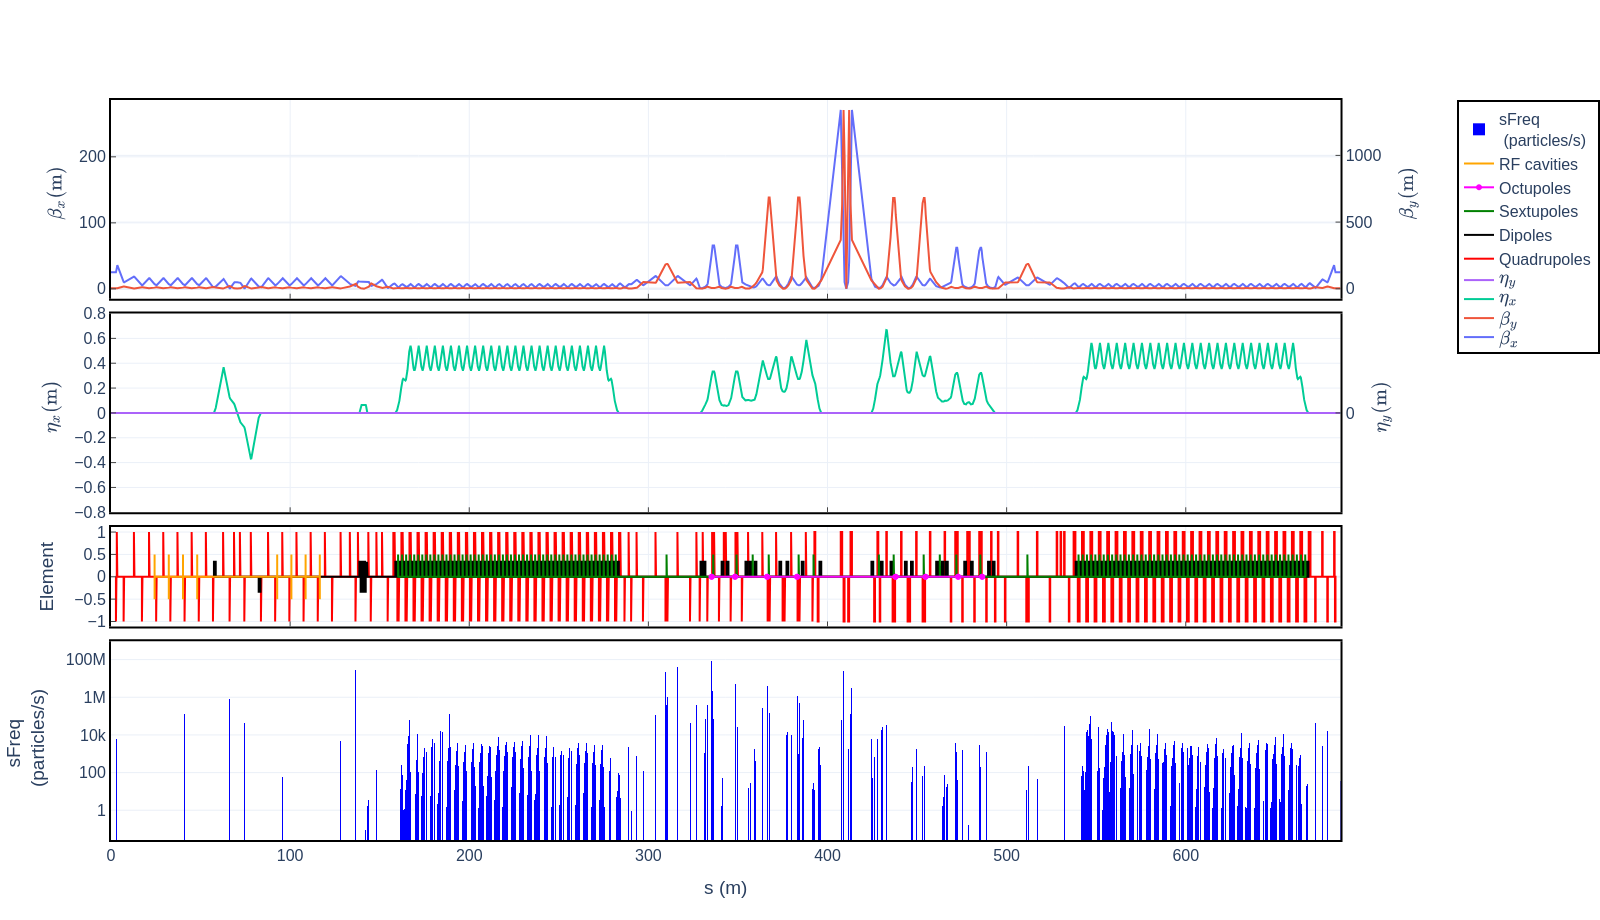 200
100
0
βx (m)
1000
500
0
βy (m)
0.8
0.6
0.4
0.2
0
−0.2
−0.4
−0.6
−0.8
ηx (m)
0
ηy (m)
1
0.5
0
−0.5
−1
Element
100M
1M
10k
100
1
sFreq
(particles/s)
0 100 200 300 400 500 600
s (m)
sFreq
(particles/s)
RF cavities
Octupoles
Sextupoles
Dipoles
Quadrupoles
ηy
ηx
βy
βx